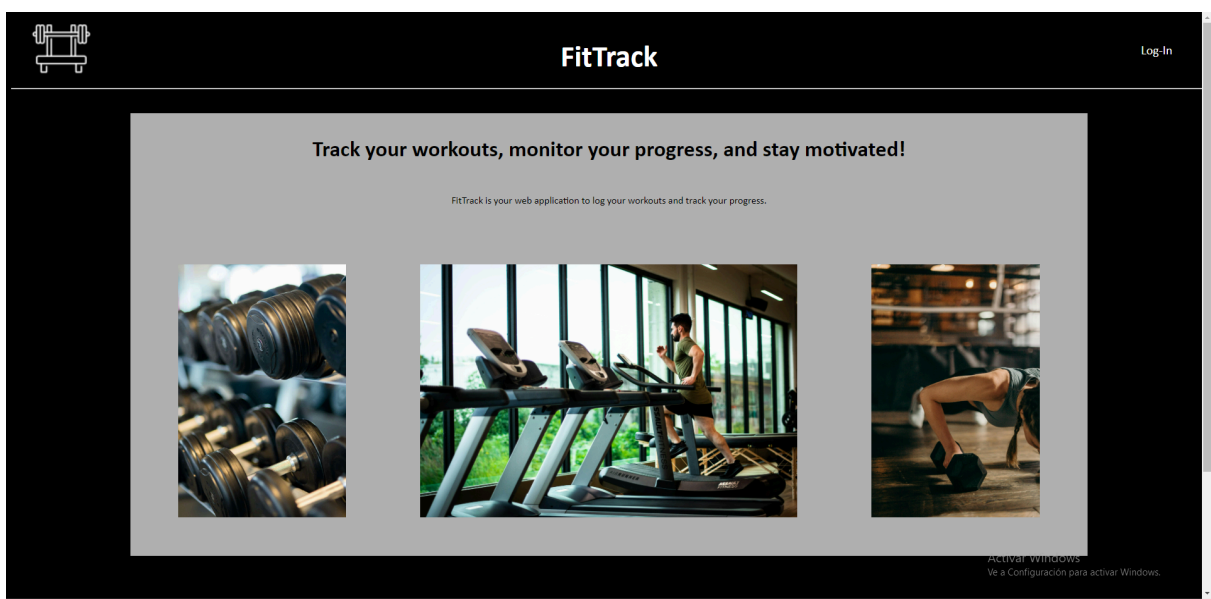 FitTrack
Log-In
Track your workouts, monitor your progress, and stay motivated!
FitTrack is your web application to log your workouts and track your progress.
Activar Windows
Ve a Configuración para activar Windows.